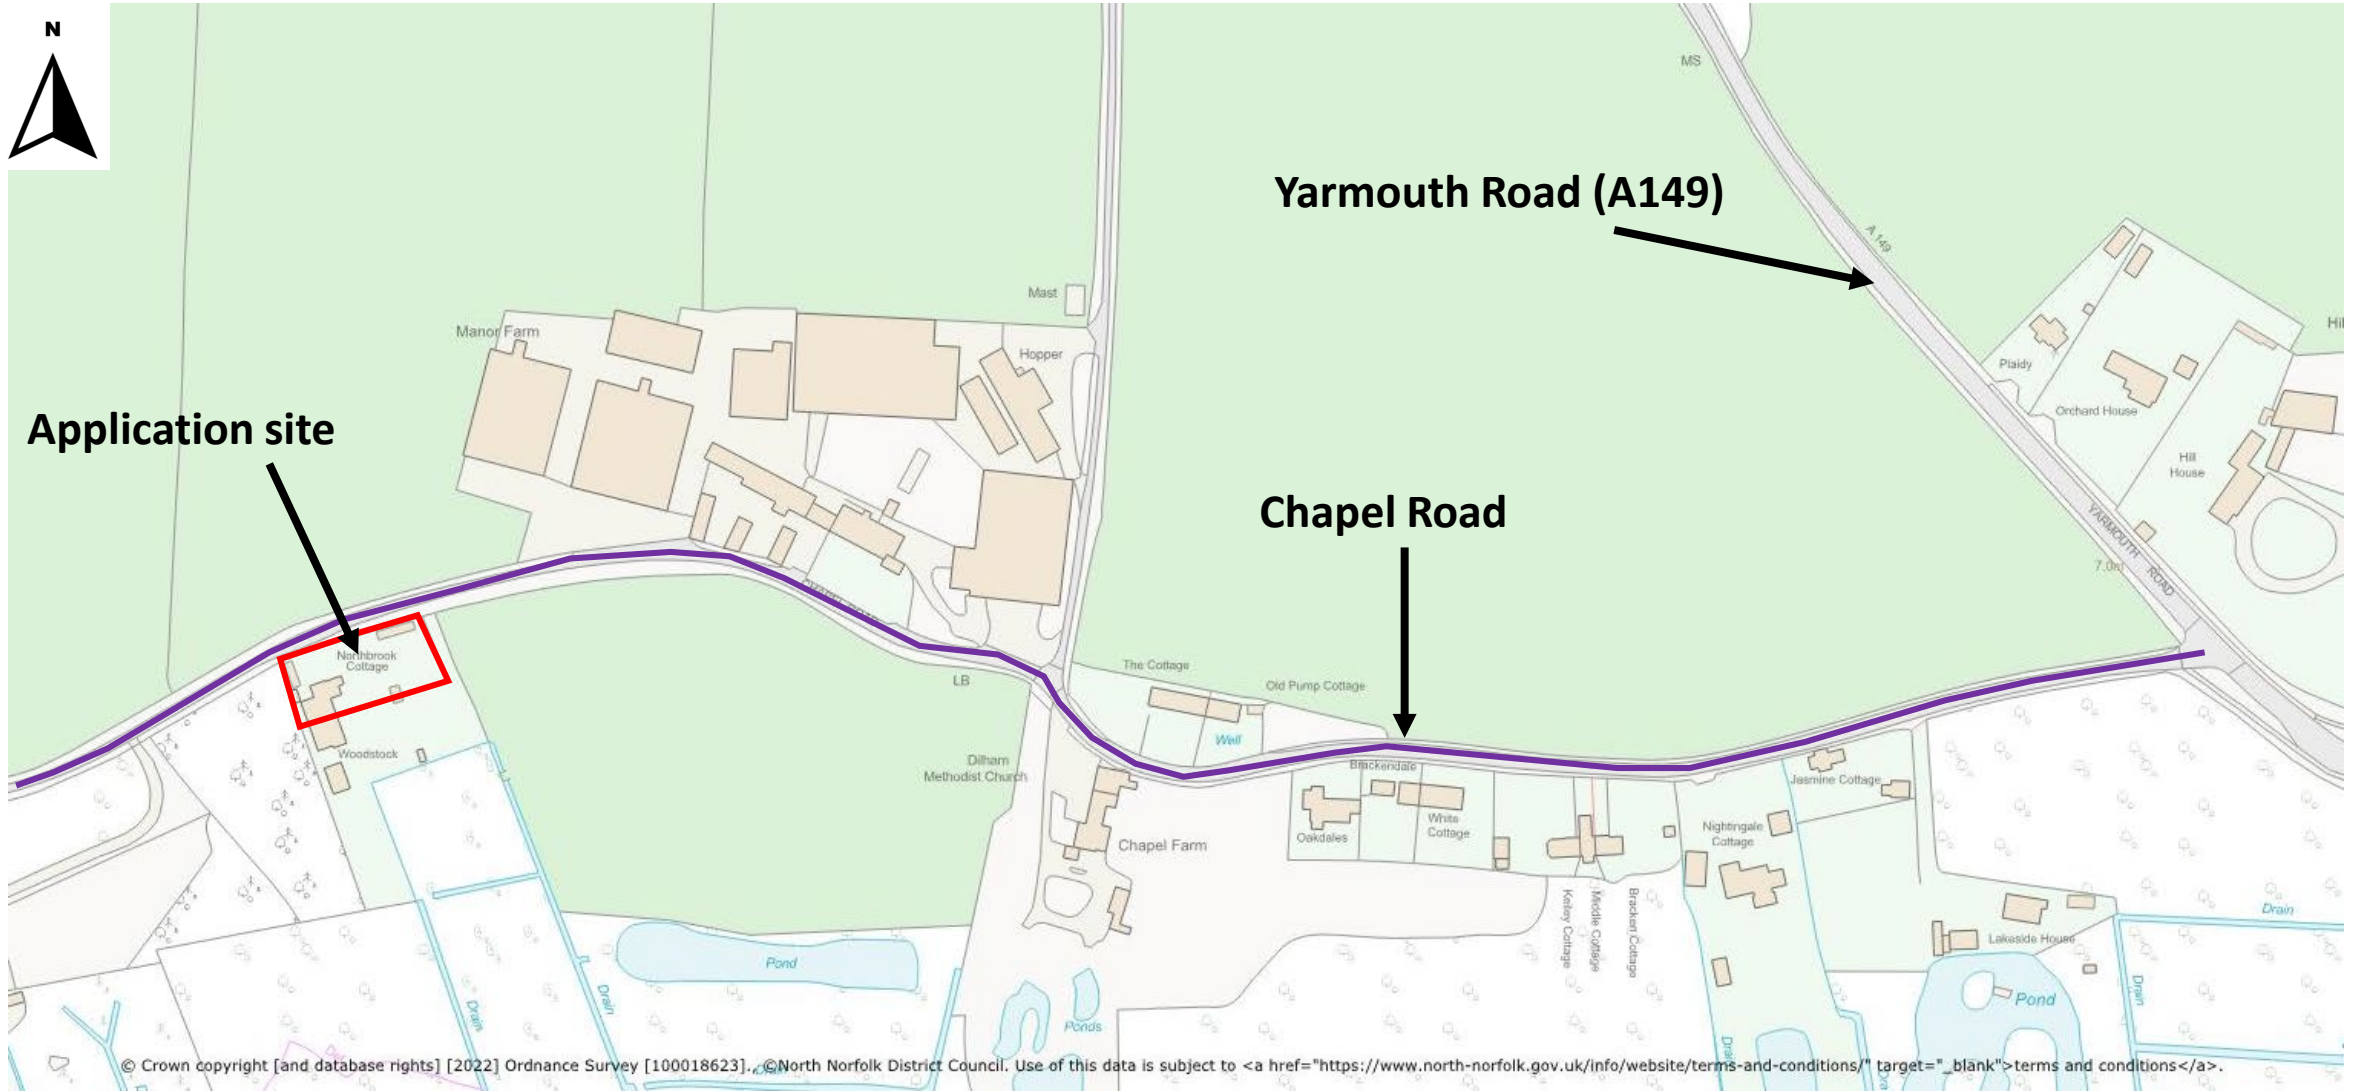 N
MS
Yarmouth Road (A149)
A 149
Mast
Manor Farm
Hopper
Hil
Plaidy
Orchard House
Application site
Hill
House
Chapel Road
YARMOUTH
ROAD
7.0m
Northbrook
Cottage
The Cottage
LB
Old Pump Cottage
Well
Woodstock
Dilham
Methodist Church
Brackendale
Jasmine Cottage
White
Cottage
Oakdales
Nightingale
Cottage
Chapel Farm
Kelley Cottage
Middle Cottage
Bracken Cottage
Drain
Lakeside House
Pond
Drain
Drain
Drain
Pond
Ponds
Drain
© Crown copyright [and database rights] [2022] Ordnance Survey [100018623]., ©North Norfolk District Council. Use of this data is subject to <a href="https://www.north-norfolk.gov.uk/info/website/terms-and-conditions/" target="_blank">terms and conditions</a>.